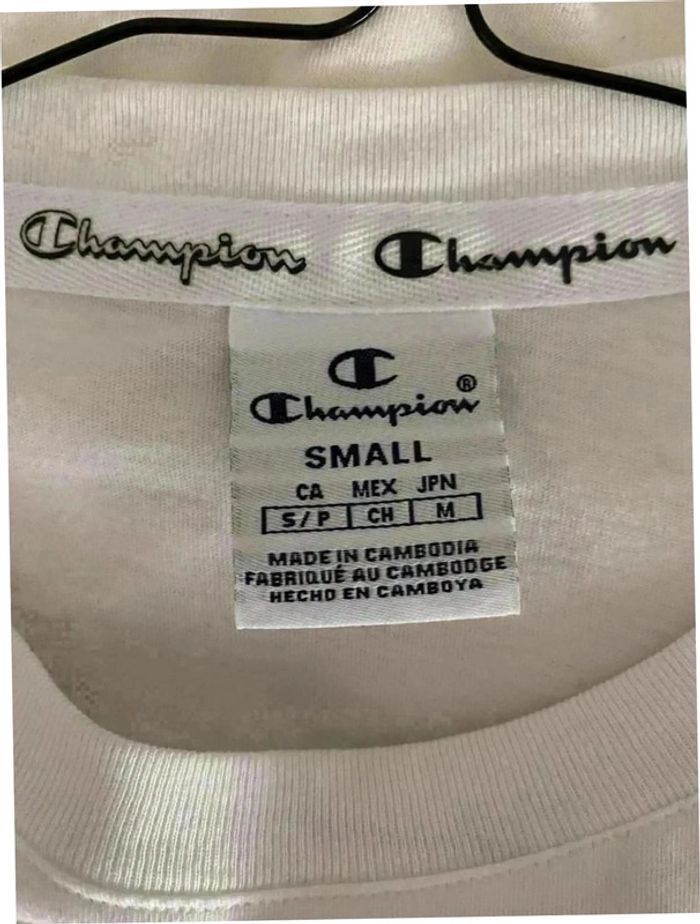 Champion Champion
C
Champion®
SMALL
CA MEX JPN
S/P CH M
MADE IN CAMBODIA
FABRIQUÉ AU CAMBODGE
HECHO EN CAMBOYA